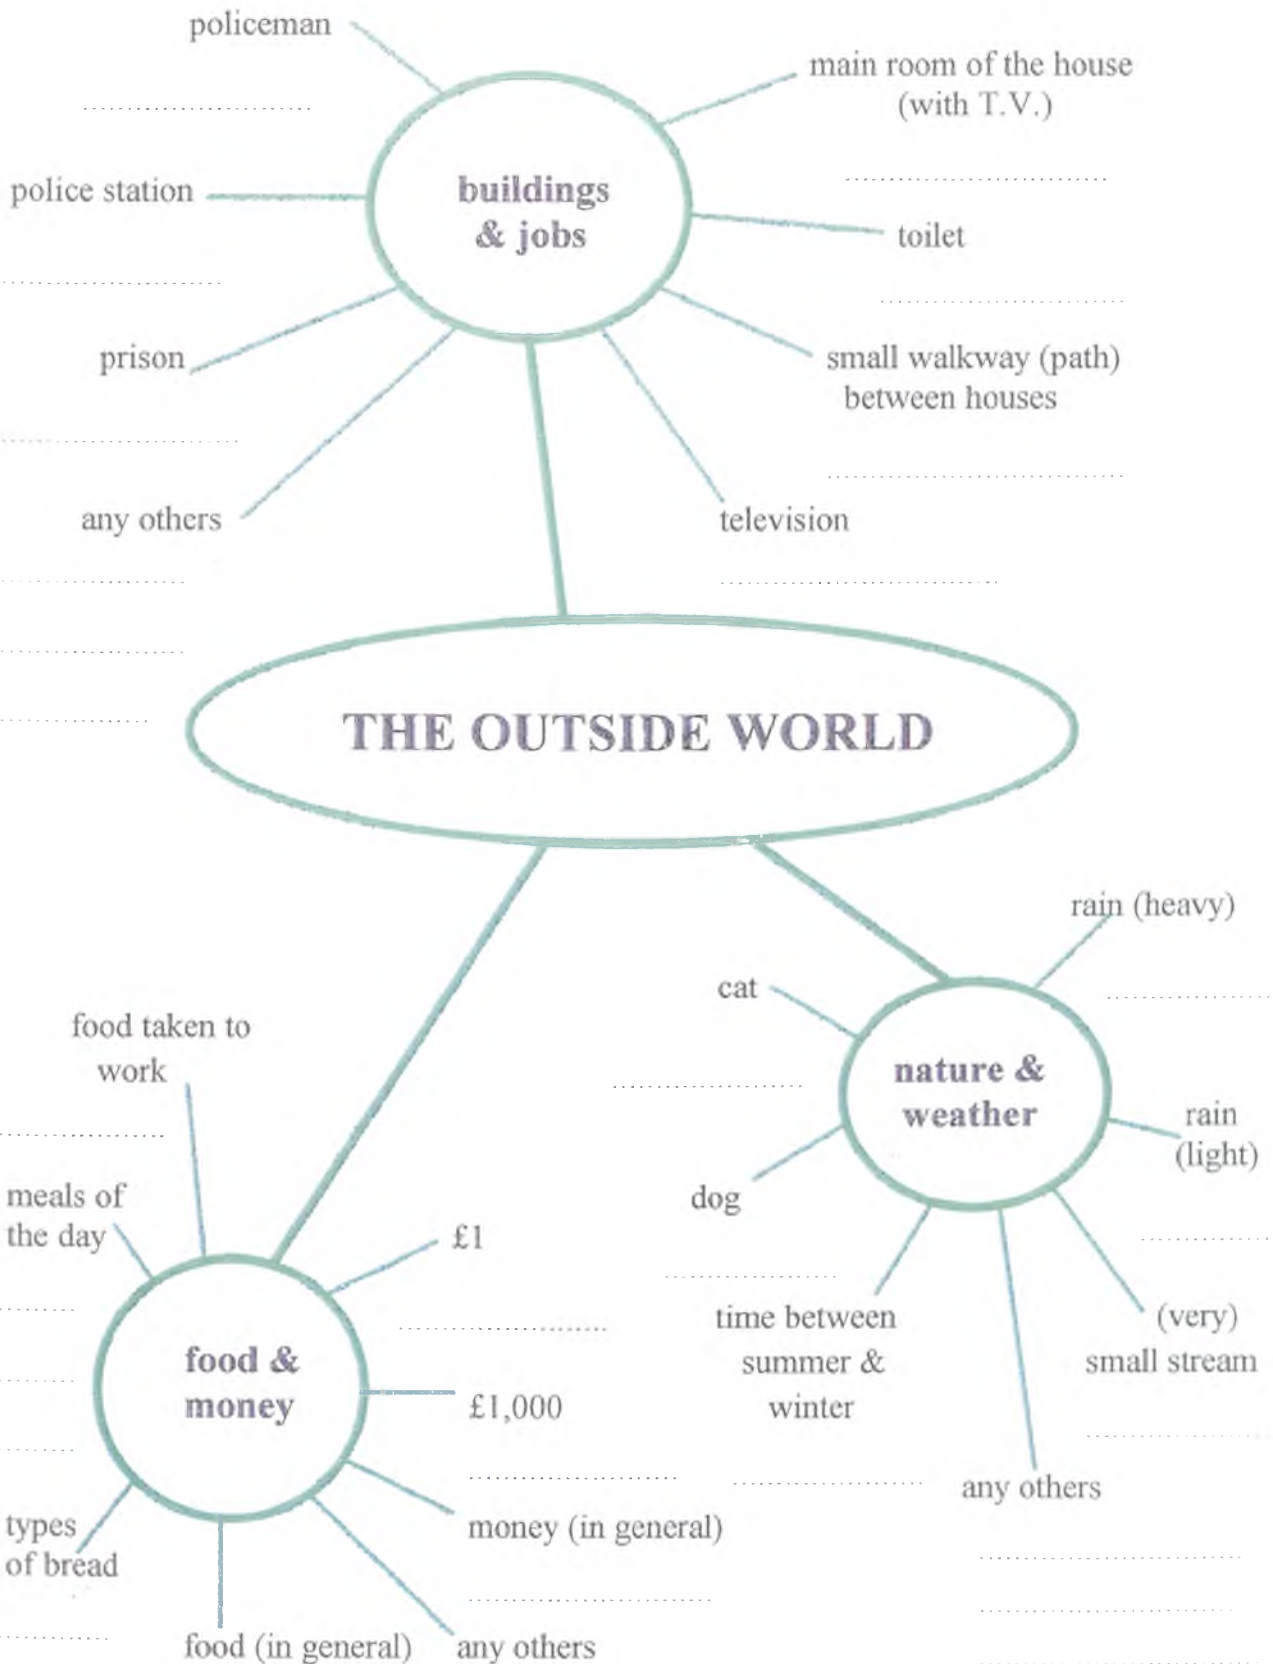 policeman
main room of the house
(with T.V.)
police station
buildings
& jobs
toilet
prison
small walkway (path)
between houses
any others
television
THE OUTSIDE WORLD
rain (heavy)
cat
food taken to
work
nature &
weather
rain
(light)
dog
meals of
the day
£1
time between
summer &
winter
(very)
small stream
food &
money
£1,000
any others
types
of bread
money (in general)
food (in general)
any others